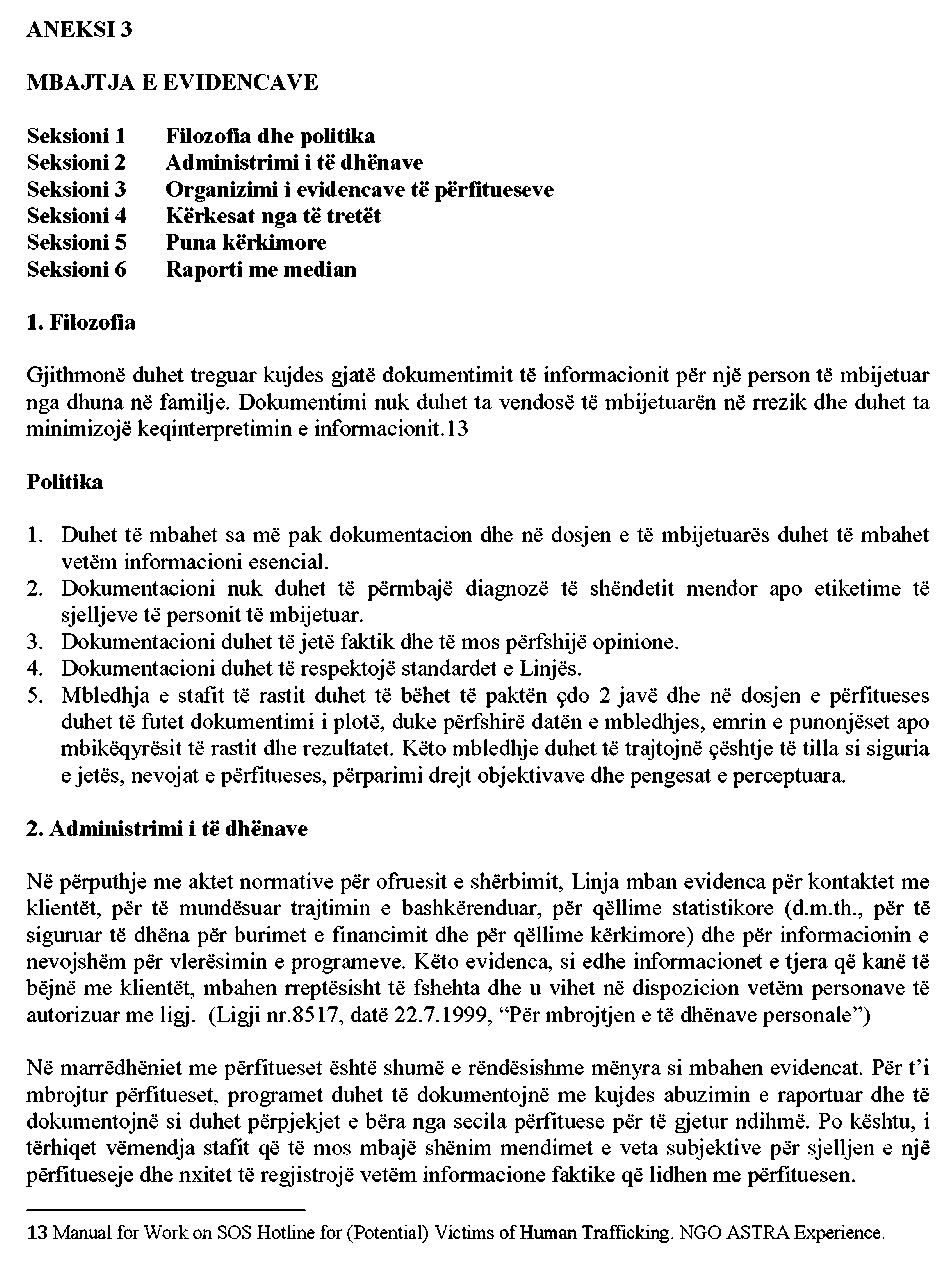 ANEKSI 3
MBAJTJA E EVIDENCAVE
Seksioni 1 Filozofia dhe politika
Seksioni 2 Administrimi i të dhënave
Seksioni 3 Organizimi i evidencave të përfitueseve
Seksioni 4 Kërkesat nga të tretët
Seksioni 5 Puna kërkimore
Seksioni 6 Raporti me median
1. Filozofia
Gjithmonë duhet treguar kujdes gjatë dokumentimit të informacionit për një person të mbijetuar
nga dhuna në familje. Dokumentimi nuk duhet ta vendosë të mbijetuarën në rrezik dhe duhet ta
minimizojë keqinterpretimin e informacionit.13
Politika
1. Duhet të mbahet sa më pak dokumentacion dhe në dosjen e të mbijetuarës duhet të mbahet
vetëm informacioni esencial.
2. Dokumentacioni nuk duhet të përmbajë diagnozë të shëndetit mendor apo etiketime të
sjelljeve të personit të mbijetuar.
3. Dokumentacioni duhet të jetë faktik dhe të mos përfshijë opinione.
4. Dokumentacioni duhet të respektojë standardet e Linjës.
5. Mbledhja e stafit të rastit duhet të bëhet të paktën çdo 2 javë dhe në dosjen e përfitueses
duhet të futet dokumentimi i plotë, duke përfshirë datën e mbledhjes, emrin e punonjëset apo
mbikëqyrësit të rastit dhe rezultatet. Këto mbledhje duhet të trajtojnë çështje të tilla si siguria
e jetës, nevojat e përfitueses, përparimi drejt objektivave dhe pengesat e perceptuara.
2. Administrimi i të dhënave
Në përputhje me aktet normative për ofruesit e shërbimit, Linja mban evidenca për kontaktet me
klientët, për të mundësuar trajtimin e bashkërenduar, për qëllime statistikore (d.m.th., për të
siguruar të dhëna për burimet e financimit dhe për qëllime kërkimore) dhe për informacionin e
nevojshëm për vlerësimin e programeve. Këto evidenca, si edhe informacionet e tjera që kanë të
bëjnë me klientët, mbahen rreptësisht të fshehta dhe u vihet në dispozicion vetëm personave të
autorizuar me ligj. (Ligji nr.8517, datë 22.7.1999, “Për mbrojtjen e të dhënave personale”)
Në marrëdhëniet me përfitueset është shumë e rëndësishme mënyra si mbahen evidencat. Për t’i
mbrojtur përfitueset, programet duhet të dokumentojnë me kujdes abuzimin e raportuar dhe të
dokumentojnë si duhet përpjekjet e bëra nga secila përfituese për të gjetur ndihmë. Po kështu, i
tërhiqet vëmendja stafit që të mos mbajë shënim mendimet e veta subjektive për sjelljen e një
përfitueseje dhe nxitet të regjistrojë vetëm informacione faktike që lidhen me përfituesen.
13 Manual for Work on SOS Hotline for (Potential) Victims of Human Trafficking. NGO ASTRA Experience.